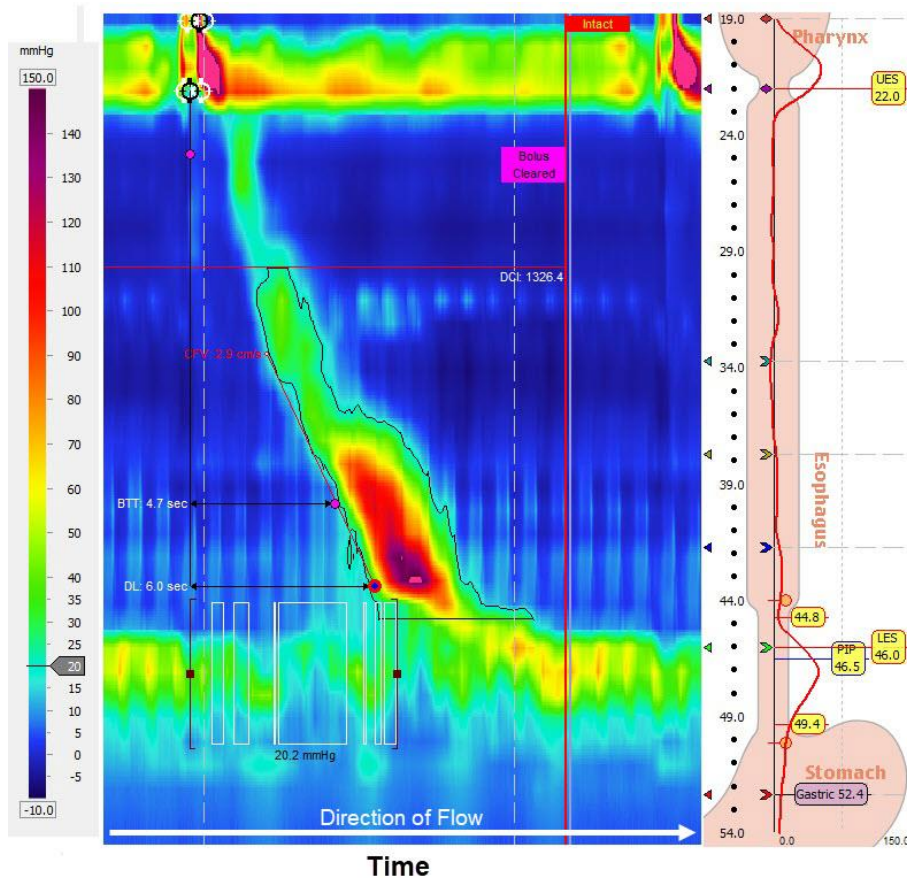 mmHg
150.0
140
130
120
110
100
90
80
70
60
50
45
40
35
30
25
20
15
10
5
0
-5
-10.0
Intact
Bolus
Cleared
DCI: 1326.4
CFV: 2.9 cm/s
BTT: 4.7 sec
DL: 6.0 sec
20.2 mmHg
Direction of Flow
Time
19.0
24.0
29.0
34.0
39.0
44.0
49.0
54.0
Pharynx
UES
22.0
Esophagus
44.8
LES
46.0
PIP
46.5
49.4
Stomach
Gastric 52.4
0.0
150.0